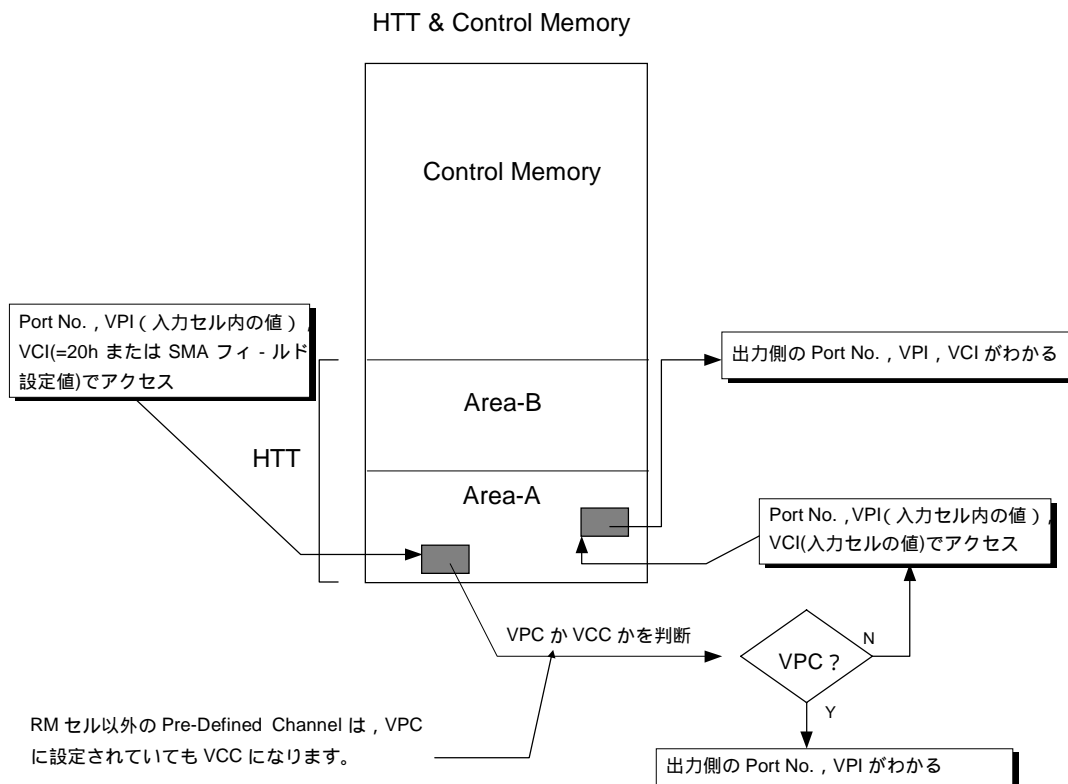 HTT & Control Memory
Control Memory
Port No. , VPI ( 入力セル内の値 ) ,
VCI(=20h または SMA フィ - ルド
設定値)でアクセス
出力側の Port No. , VPI , VCI がわかる
Area-B
HTT
Area-A
Port No. ,VPI( 入力セル内の値 ) ,
VCI(入力セルの値)でアクセス
VPC か VCC かを判断
N
VPC ?
Y
RM セル以外の Pre-Defined Channel は , VPC
に設定されていても VCC になります。
出力側の Port No. , VPI がわかる